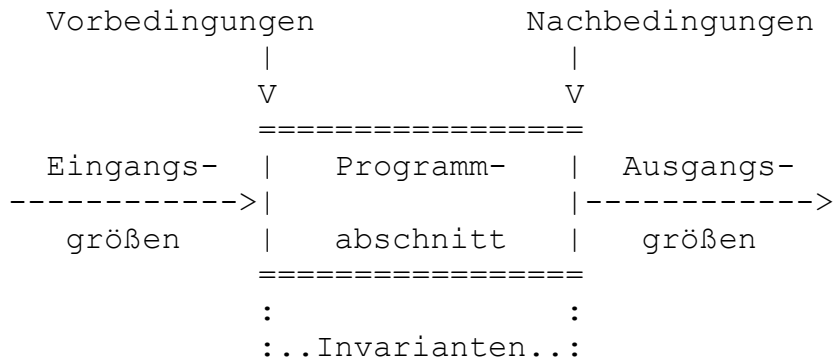 Vorbedingungen Nachbedingungen
| |
V V
=================
Eingangs- | Programm- | Ausgangs-
------------>| |------------>
größen | abschnitt | größen
=================
: :
:..Invarianten..: